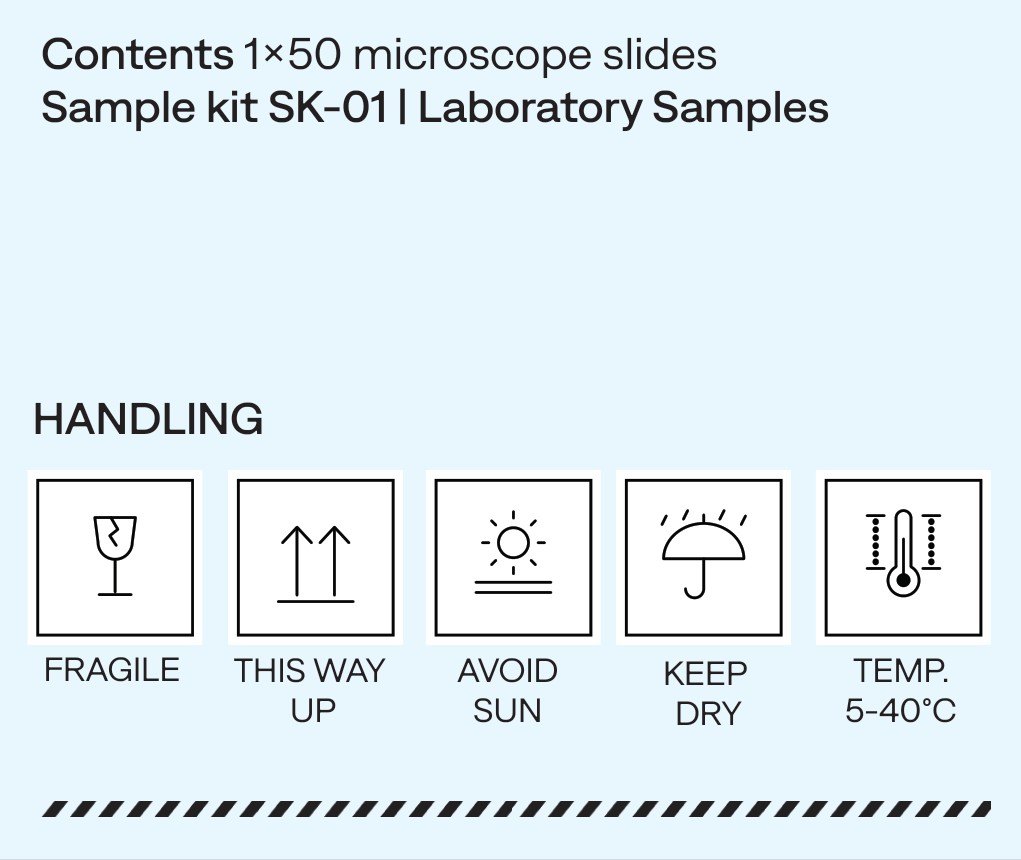 Contents 1×50 microscope slides
Sample kit SK-01 | Laboratory Samples
HANDLING
FRAGILE
THIS WAY
UP
AVOID
SUN
KEEP
DRY
TEMP.
5-40°C